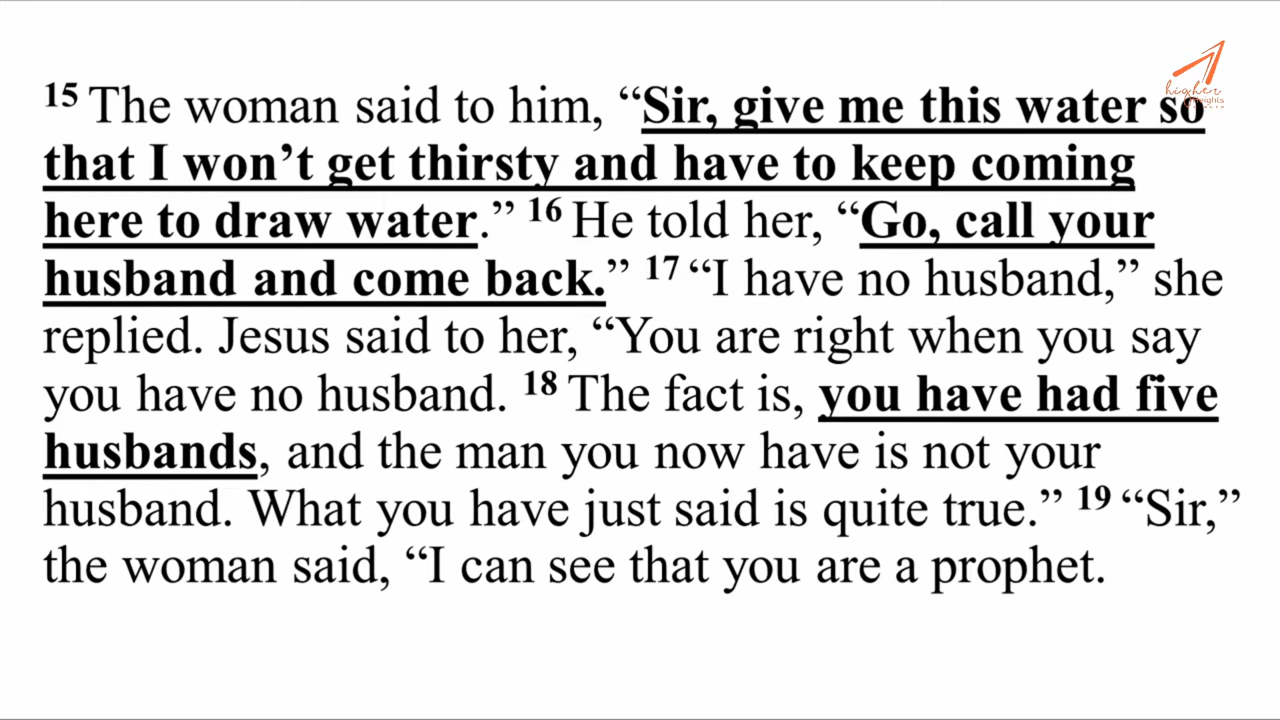 higher
heights
15 The woman said to him, “Sir, give me this water so
that I won’t get thirsty and have to keep coming
here to draw water.” 16 He told her, “Go, call your
husband and come back.” 17 “I have no husband,” she
replied. Jesus said to her, “You are right when you say
you have no husband. 18 The fact is, you have had five
husbands, and the man you now have is not your
husband. What you have just said is quite true.” 19 “Sir,”
the woman said, “I can see that you are a prophet.